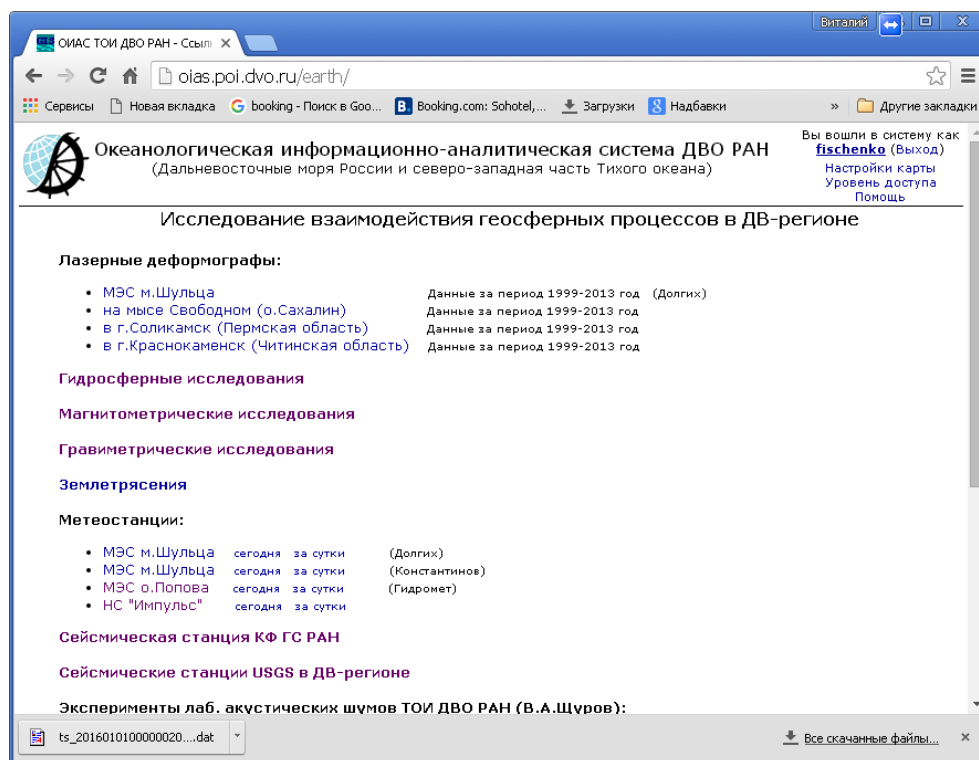 Виталий
ОИАС ТОИ ДВО РАН - Ссыл
oias.poi.dvo.ru/earth/
Сервисы Новая вкладка booking - Поиск в Goo... Booking.com: Sohotel,... Загрузки Надбавки » Другие закладки
Океанологическая информационно-аналитическая система ДВО РАН
(Дальневосточные моря России и северо-западная часть Тихого океана)
Вы вошли в систему как
fischenko (Выход)
Настройки карты
Уровень доступа
Помощь
Исследование взаимодействия геосферных процессов в ДВ-регионе
Лазерные деформографы:
• МЭС м.Шульца Данные за период 1999-2013 год (Долгих)
• на мысе Свободном (о.Сахалин) Данные за период 1999-2013 год
• в г.Соликамск (Пермская область) Данные за период 1999-2013 год
• в г.Краснокаменск (Читинская область) Данные за период 1999-2013 год
Гидросферные исследования
Магнитометрические исследования
Гравиметрические исследования
Землетрясения
Метеостанции:
• МЭС м.Шульца сегодня за сутки (Долгих)
• МЭС м.Шульца сегодня за сутки (Константинов)
• МЭС о.Попова сегодня за сутки (Гидромет)
• НС "Импульс" сегодня за сутки
Сейсмическая станция КФ ГС РАН
Сейсмические станции USGS в ДВ-регионе
Эксперименты лаб. акустических шумов ТОИ ДВО РАН (В.А.Щуров):
ts_2016010100000020....dat
Все скачанные файлы...